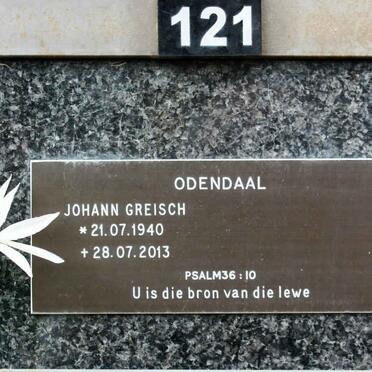 121
ODENDAAL
JOHANN GREISCH
* 21.07.1940
+ 28.07.2013
PSALM36:10
U is die bron van die lewe